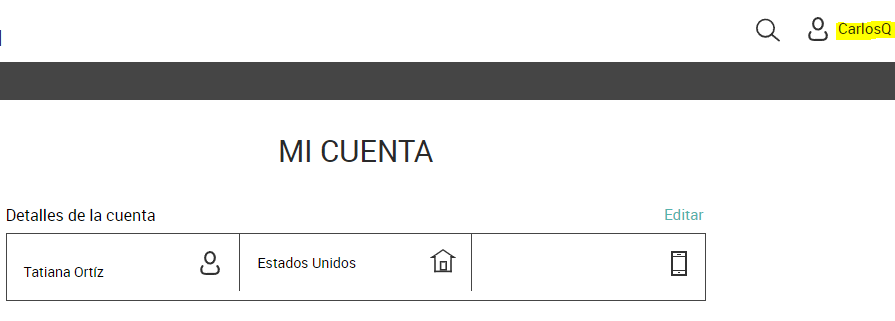 CarlosQ
MI CUENTA
Detalles de la cuenta
Editar
Tatiana Ortíz
Estados Unidos